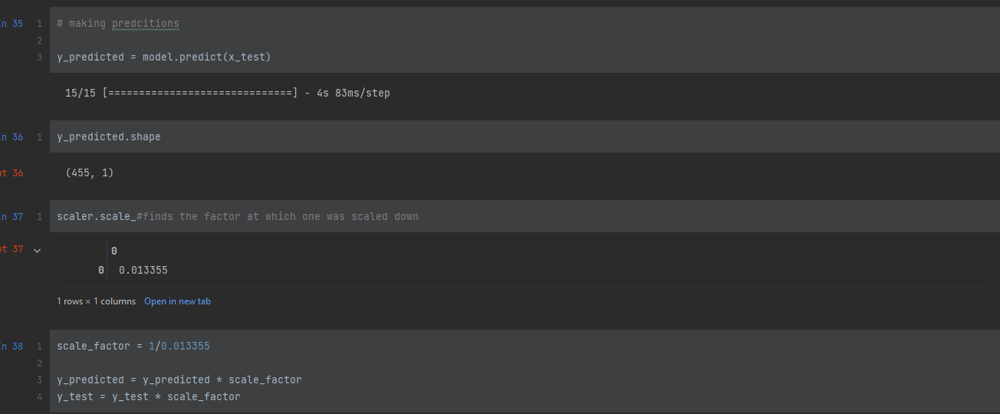 n 35 1 # making predcitions
2
3 y_predicted = model.predict(x_test)
15/15 [==============================] - 4s 83ms/step
n 36 1 y_predicted.shape
ut 36 (455, 1)
n 37 1 scaler.scale_#finds the factor at which one was scaled down
ut 37 0
0 0.013355
1 rows × 1 columns Open in new tab
n 38 1 scale_factor = 1/0.013355
2
3 y_predicted = y_predicted * scale_factor
4 y_test = y_test * scale_factor